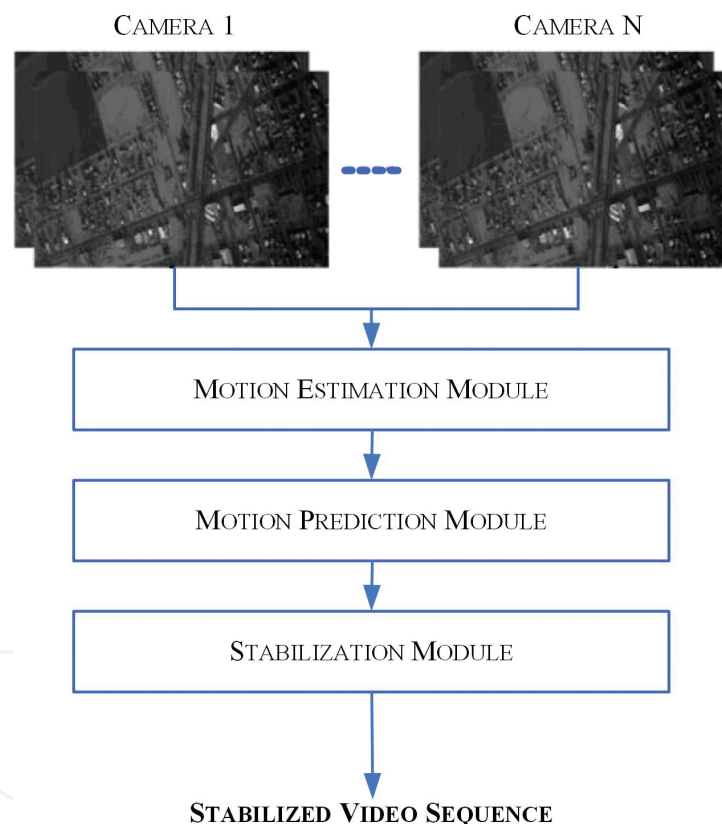 CAMERA 1
CAMERA N
MOTION ESTIMATION MODULE
MOTION PREDICTION MODULE
STABILIZATION MODULE
STABILIZED VIDEO SEQUENCE